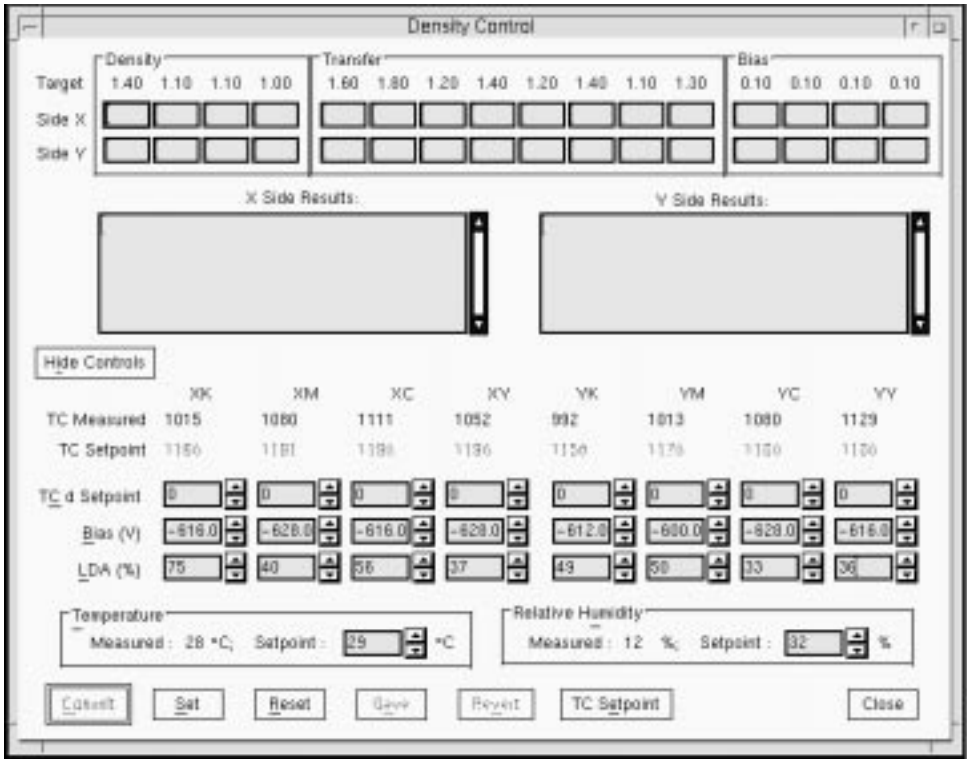 Density Control
Density Transfer Bias
Target 1.40 1.10 1.10 1.00 1.60 1.80 1.20 1.40 1.20 1.40 1.10 1.30 0.10 0.10 0.10 0.10
Side X
Side Y
X Side Results: Y Side Results:
Hide Controls
XK XM XC XY YK YM YC YY
TC Measured 1015 1080 1111 1052 992 1013 1080 1129
TC Setpoint
TC d Setpoint 0 0 0 0 0 0 0 0
Bias (V) -616.0 -628.0 -616.0 -628.0 -612.0 -600.0 -628.0 -616.0
LDA (%) 75 40 56 37 49 50 33 36
Temperature Relative Humidity
Measured : 28 °C; Setpoint : 29 °C Measured : 12 %; Setpoint : 32 %
Commit Set Reset Save Revert TC Setpoint Close